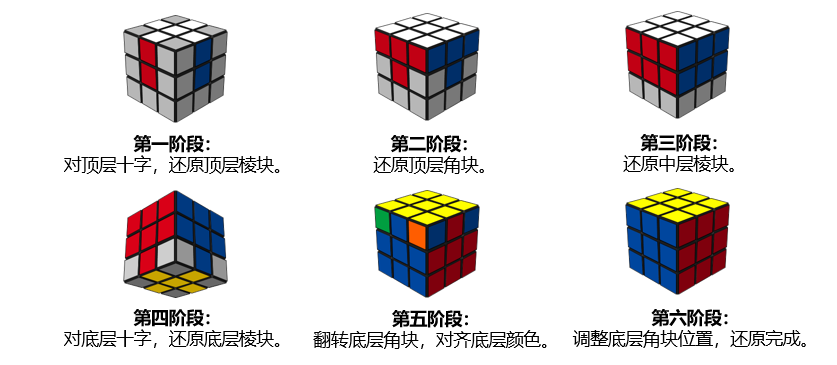 第一阶段：
对顶层十字，还原顶层棱块。
第二阶段：
还原顶层角块。
第三阶段：
还原中层棱块。
第四阶段：
对底层十字，还原底层棱块。
第五阶段：
翻转底层角块，对齐底层颜色。
第六阶段：
调整底层角块位置，还原完成。